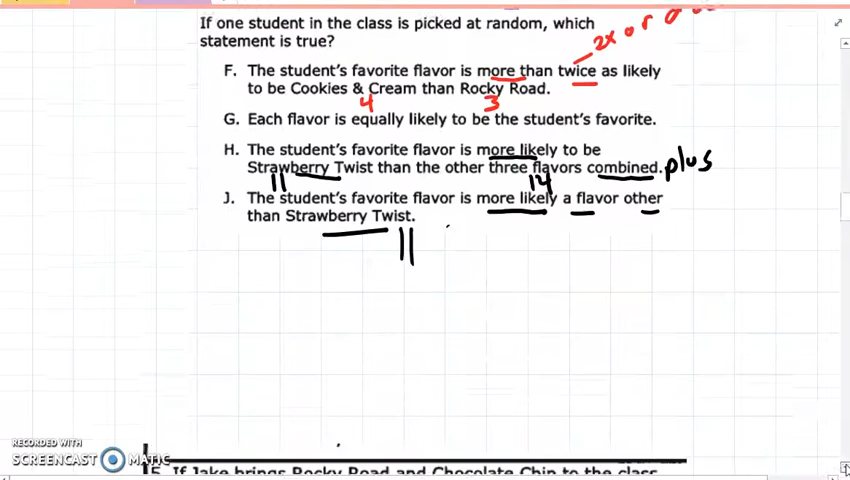 If one student in the class is picked at random, which
2x or
statement is true?
F. The student's favorite flavor is more than twice as likely
to be Cookies & Cream than Rocky Road.
4 3
G. Each flavor is equally likely to be the student's favorite.
H. The student's favorite flavor is more likely to be
Strawberry Twist than the other three flavors combined. plus
11 14
J. The student's favorite flavor is more likely a flavor other
than Strawberry Twist.
11
RECORDED WITH
SCREENCAST MATIC
If Jake brings Rocky Road and Chocolate Chip to the class